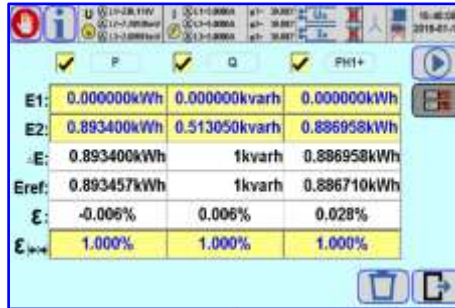 P Q PH1+
E1: 0.000000kWh 0.000000kvarh 0.000000kWh
E2: 0.893400kWh 0.513050kvarh 0.886958kWh
△E: 0.893400kWh 1kvarh 0.886958kWh
Eref: 0.893457kWh 1kvarh 0.886710kWh
ε: -0.006% 0.006% 0.028%
ε 1.000% 1.000% 1.000%